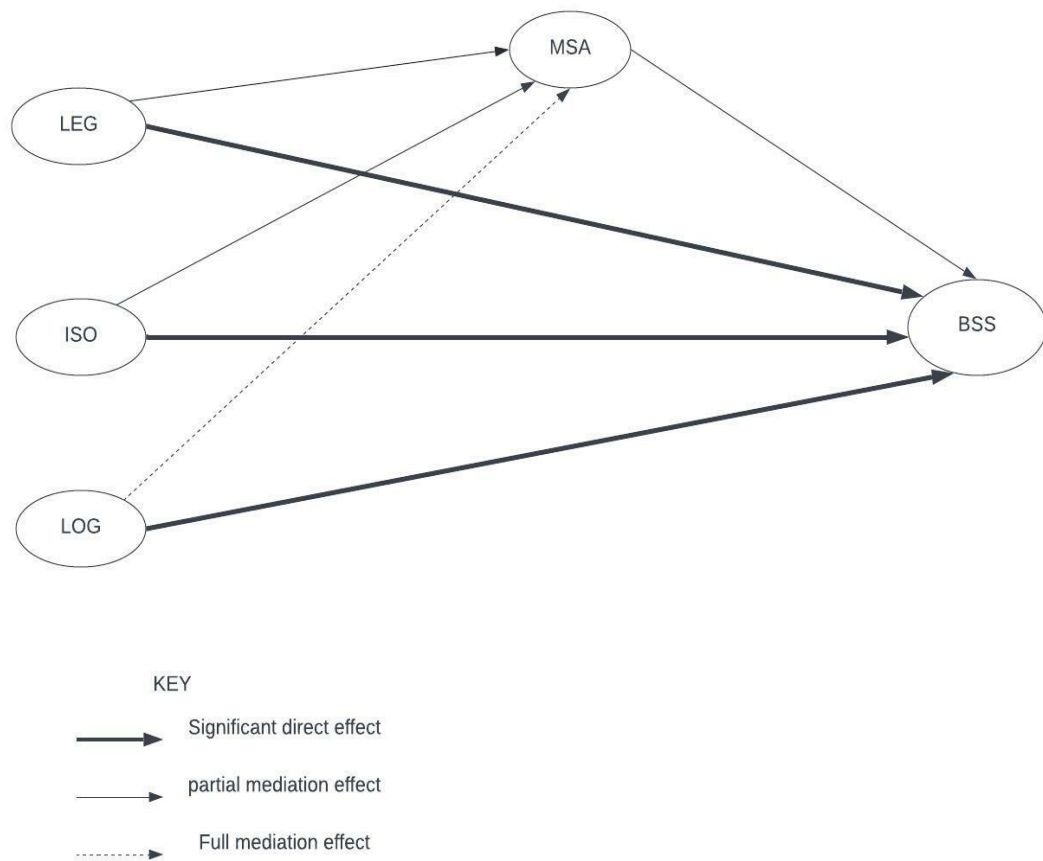 MSA
LEG
ISO
BSS
LOG
KEY
Significant direct effect
partial mediation effect
Full mediation effect